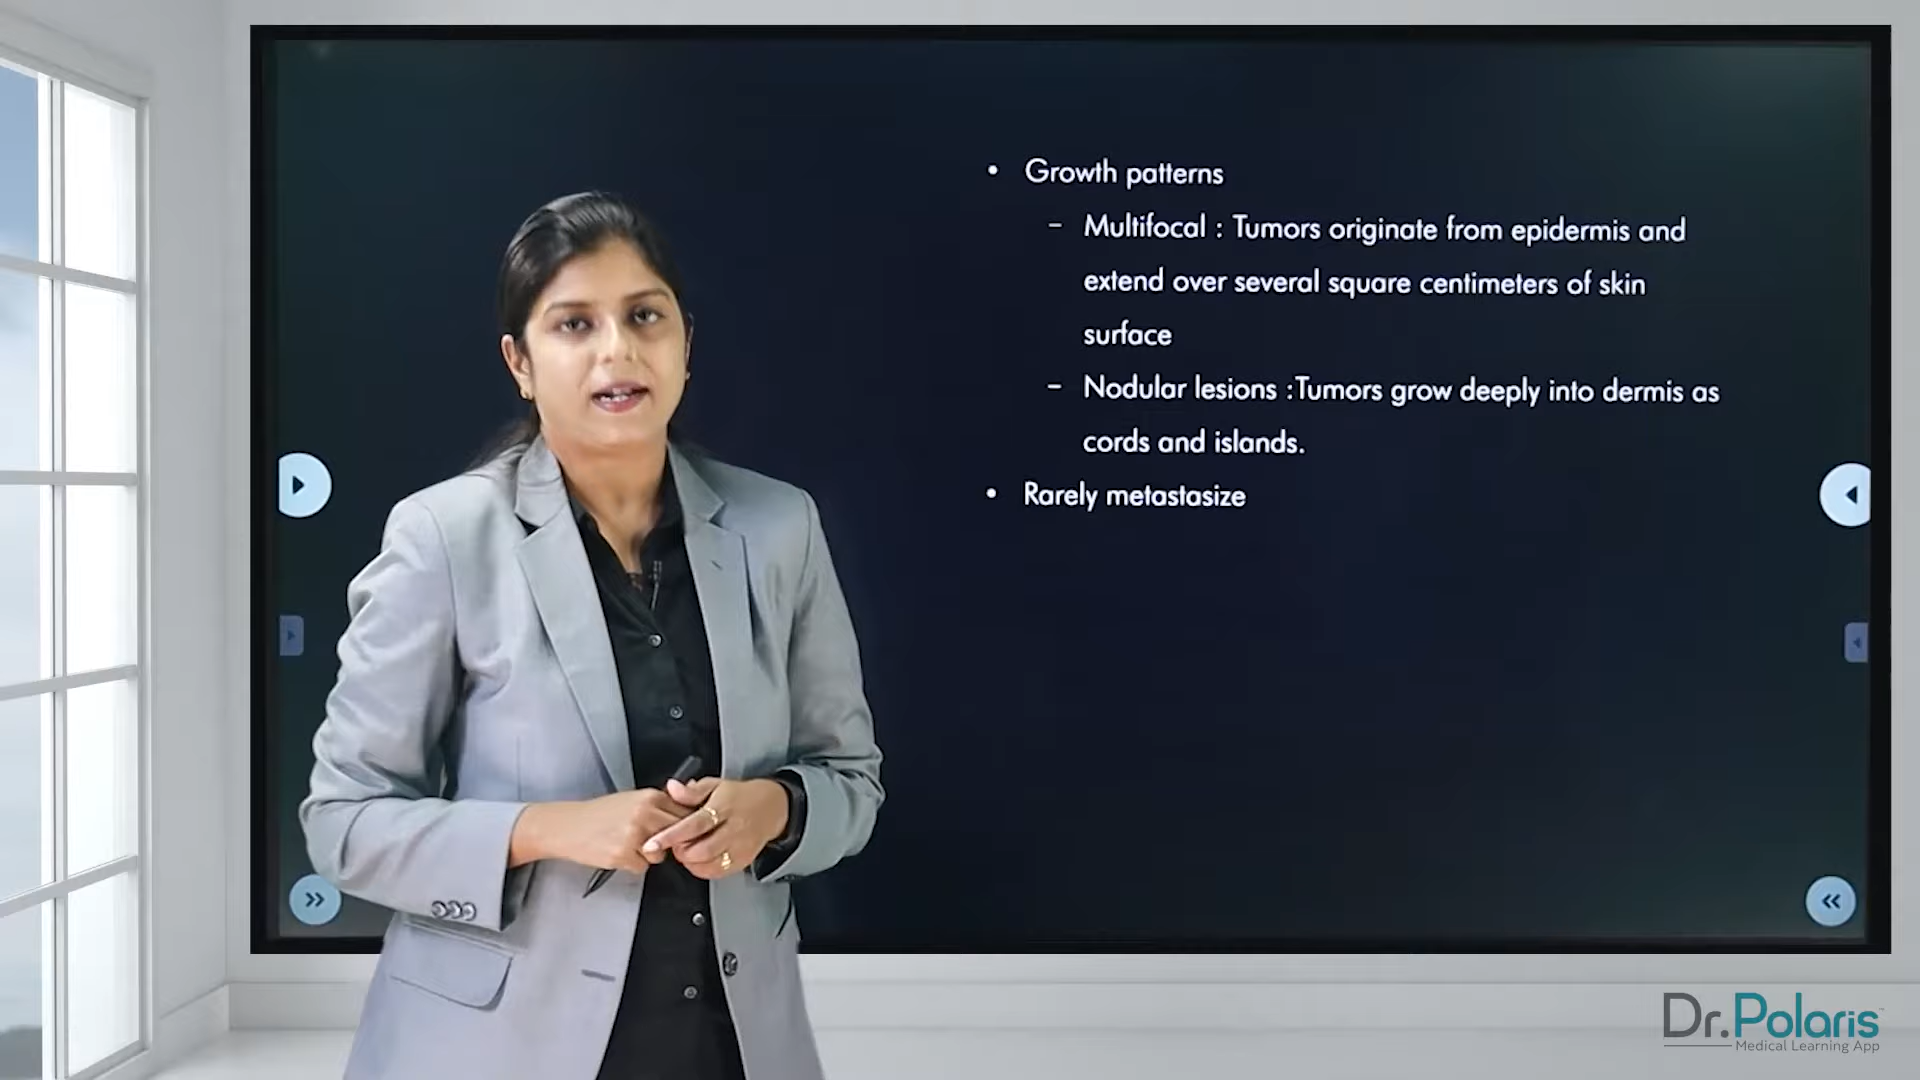 • Growth patterns
– Multifocal : Tumors originate from epidermis and
extend over several square centimeters of skin
surface
– Nodular lesions :Tumors grow deeply into dermis as
cords and islands.
• Rarely metastasize
Dr.Polaris
Medical Learning App